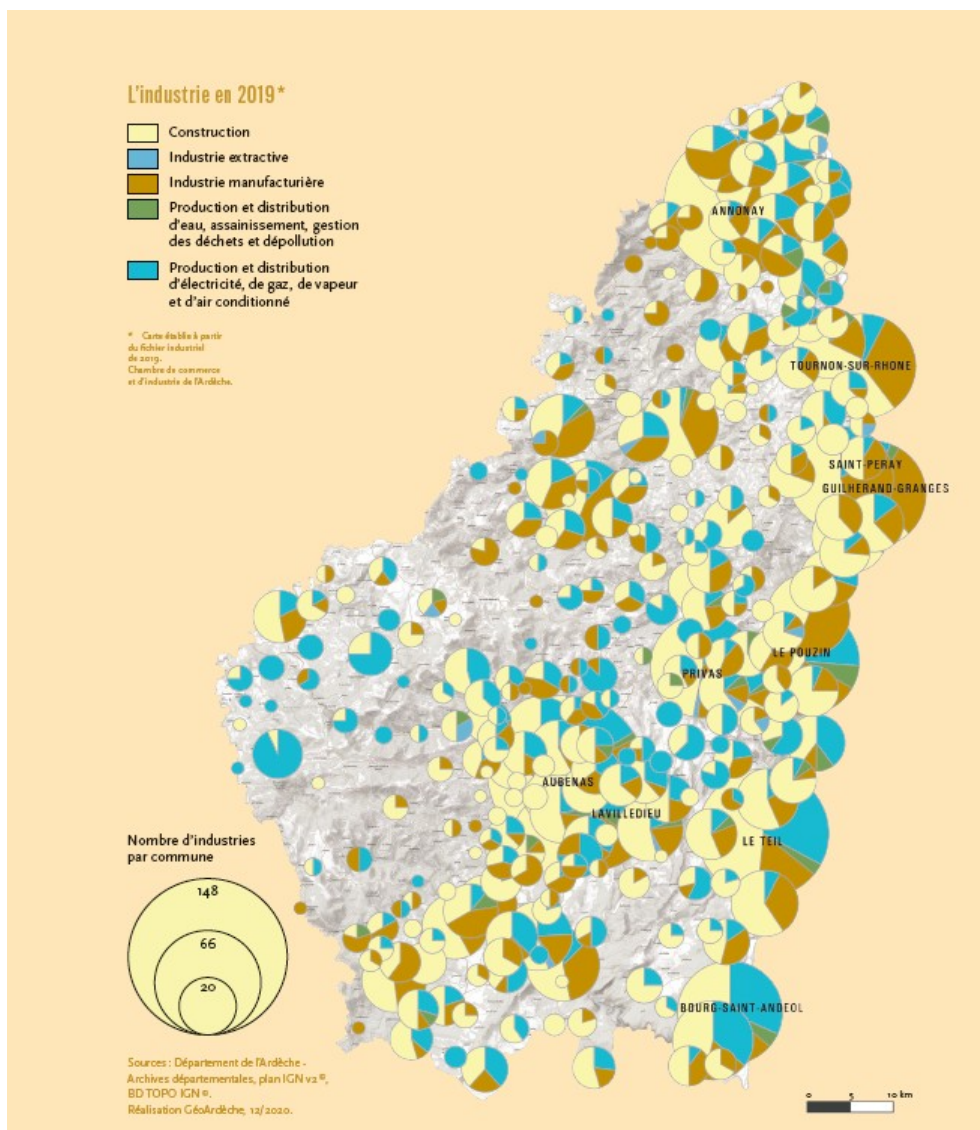 L'industrie en 2019*
Construction
Industrie extractive
Industrie manufacturière
Production et distribution
d'eau, assainissement, gestion
des déchets et dépollution
Production et distribution
d'électricité, de gaz, de vapeur
et d'air conditionné
* Carte établie à partir
du fichier industriel
de 2019.
Chambre de commerce
et d'industrie de l'Ardèche.
ANNONAY
TOURNON-SUR-RHONE
SAINT-PERAY
GUILHERAND-GRANGES
LE POUZIN
PRIVAS
AUBENAS
LAVILLEDIEU
LE TEIL
BOURG-SAINT-ANDEOL
Nombre d'industries
par commune
148
66
20
Sources : Département de l'Ardèche -
Archives départementales, plan IGN v2 ©,
BD TOPO IGN ©.
Réalisation GéoArdèche, 12/2020.
0 5 10 km